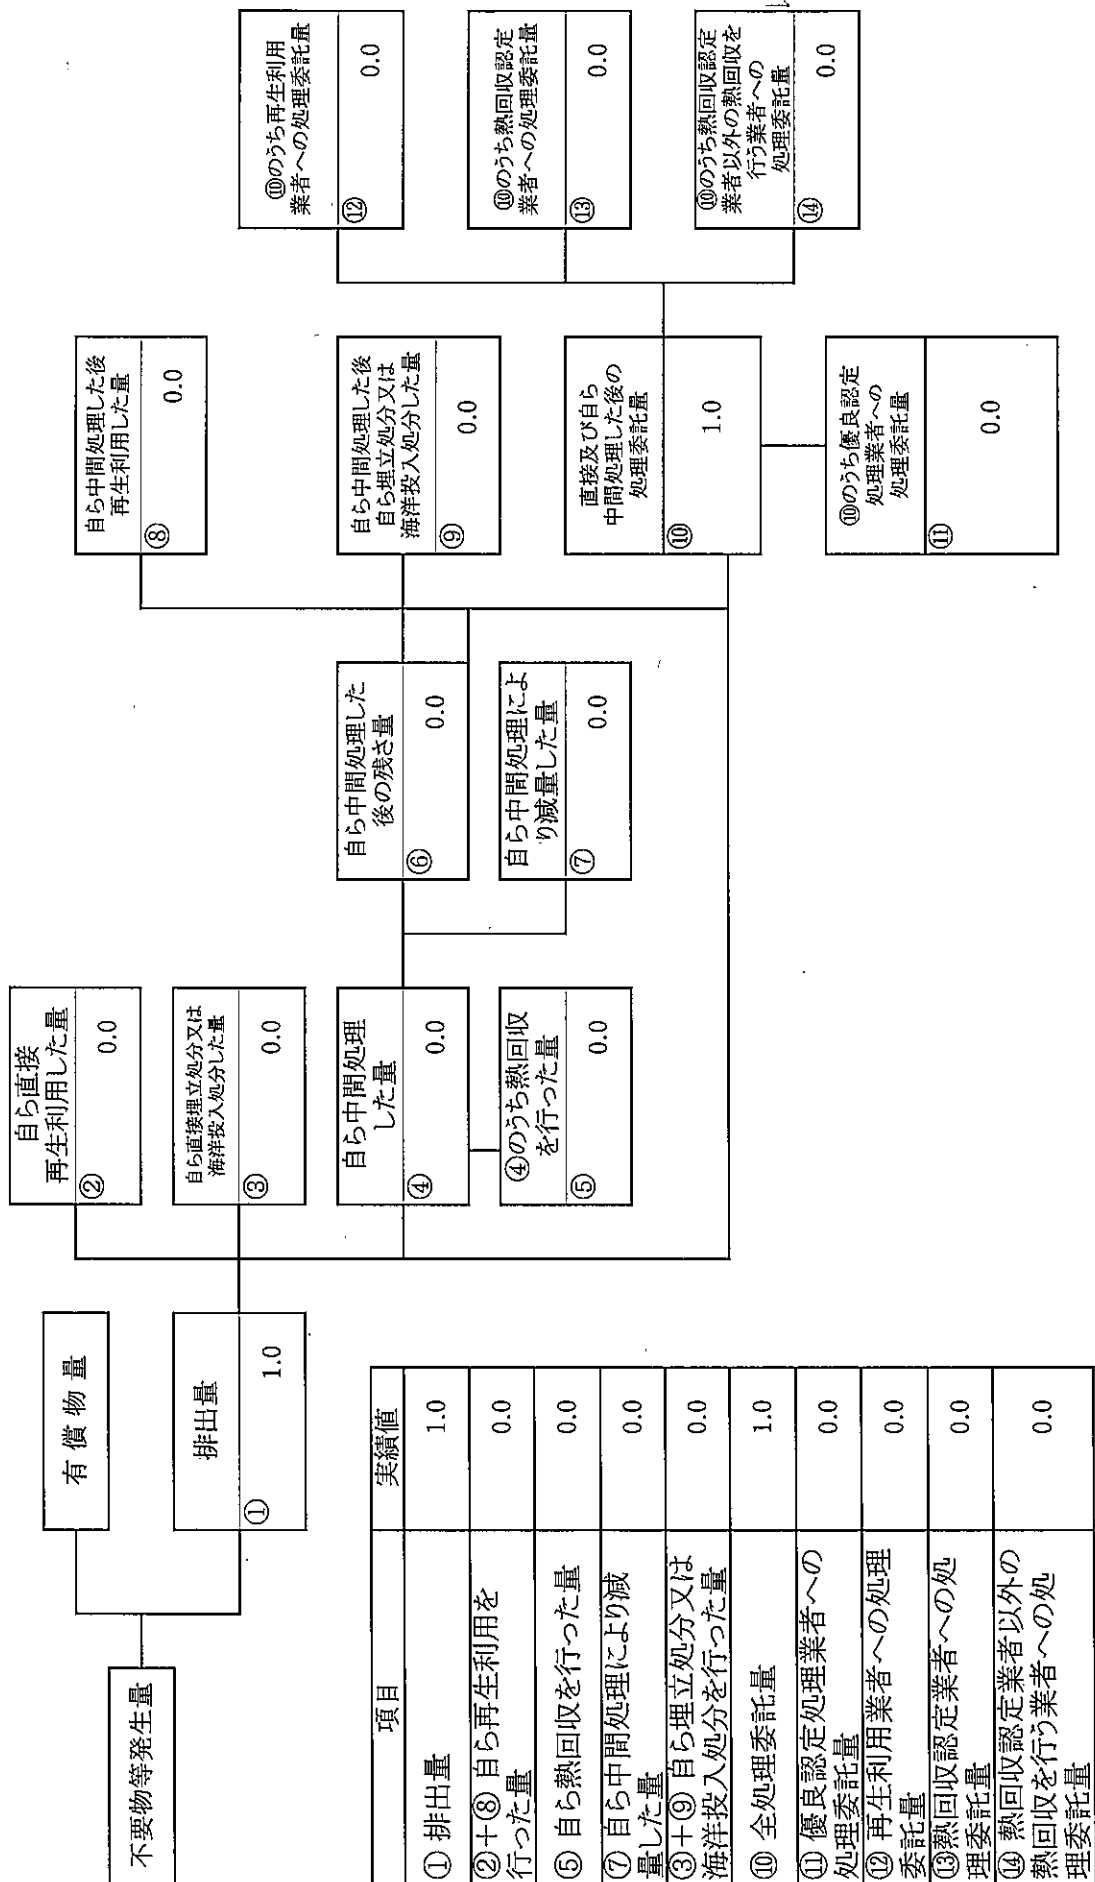 不要物等発生量
有償物量
排出量
①
1.0
自ら直接
再生利用した量
②
0.0
自ら直接埋立処分又は
海洋投入処分した量
③
0.0
自ら中間処理
した量
④
0.0
④のうち熱回収
を行った量
⑤
0.0
自ら中間処理した
後の残さ量
⑥
0.0
自ら中間処理によ
り減量した量
⑦
0.0
自ら中間処理した後
再生利用した量
⑧
0.0
自ら中間処理した後
自ら埋立処分又は
海洋投入処分した量
⑨
0.0
直接及び自ら
中間処理した後の
処理委託量
⑩
1.0
⑩のうち優良認定
処理業者への
処理委託量
⑪
0.0
⑩のうち再生利用
業者への処理委託量
⑫
0.0
⑩のうち熱回収認定
業者への処理委託量
⑬
0.0
⑩のうち熱回収認定
業者以外の熱回収を
行う業者への
処理委託量
⑭
0.0
項目 実績値
① 排出量 1.0
②＋⑧ 自ら再生利用を
行った量 0.0
⑤ 自ら熱回収を行った量 0.0
⑦ 自ら中間処理により減
量した量 0.0
③＋⑨ 自ら埋立処分又は
海洋投入処分を行った量 0.0
⑩ 全処理委託量 1.0
⑪ 優良認定処理業者への
処理委託量 0.0
⑫ 再生利用業者への処理
委託量 0.0
⑬熱回収認定業者への処
理委託量 0.0
⑭ 熱回収認定業者以外の
熱回収を行う業者への処
理委託量 0.0